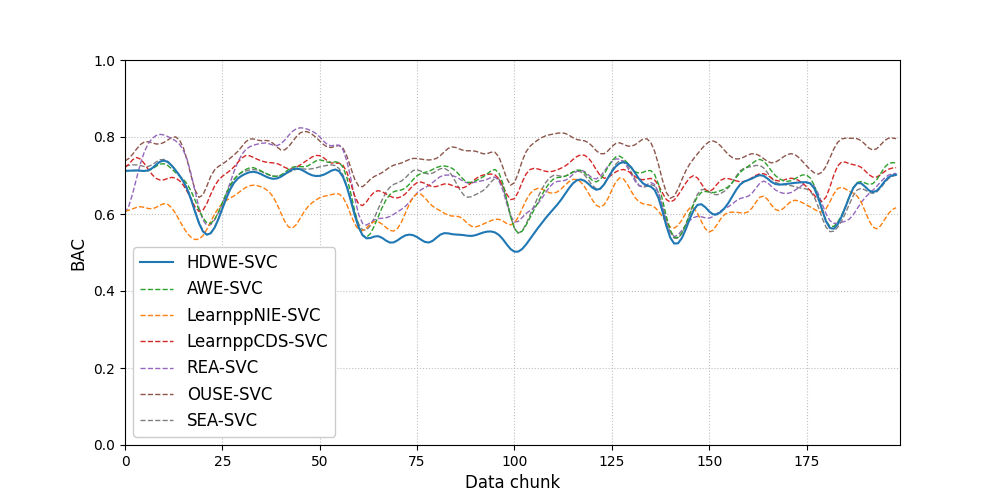 1.0
0.8
0.6
0.4
0.2
0.0
BAC
HDWE-SVC
AWE-SVC
LearnppNIE-SVC
LearnppCDS-SVC
REA-SVC
OUSE-SVC
SEA-SVC
0 25 50 75 100 125 150 175
Data chunk